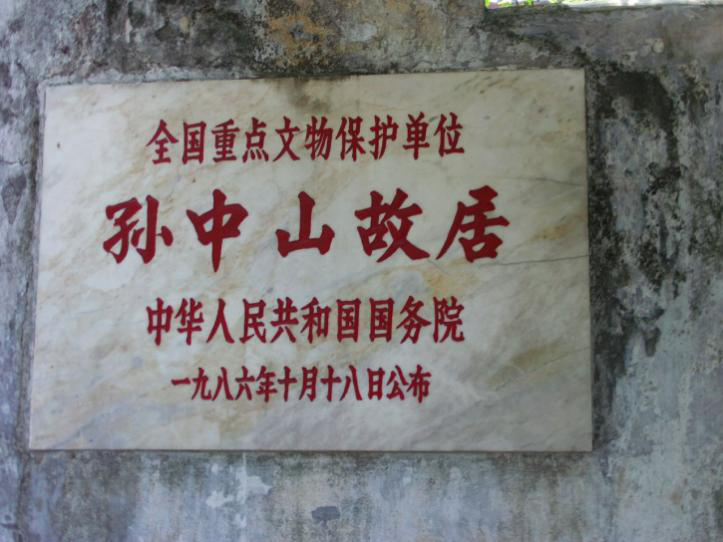 全国重点文物保护单位
孙中山故居
中华人民共和国国务院
一九八六年十月十八日公布